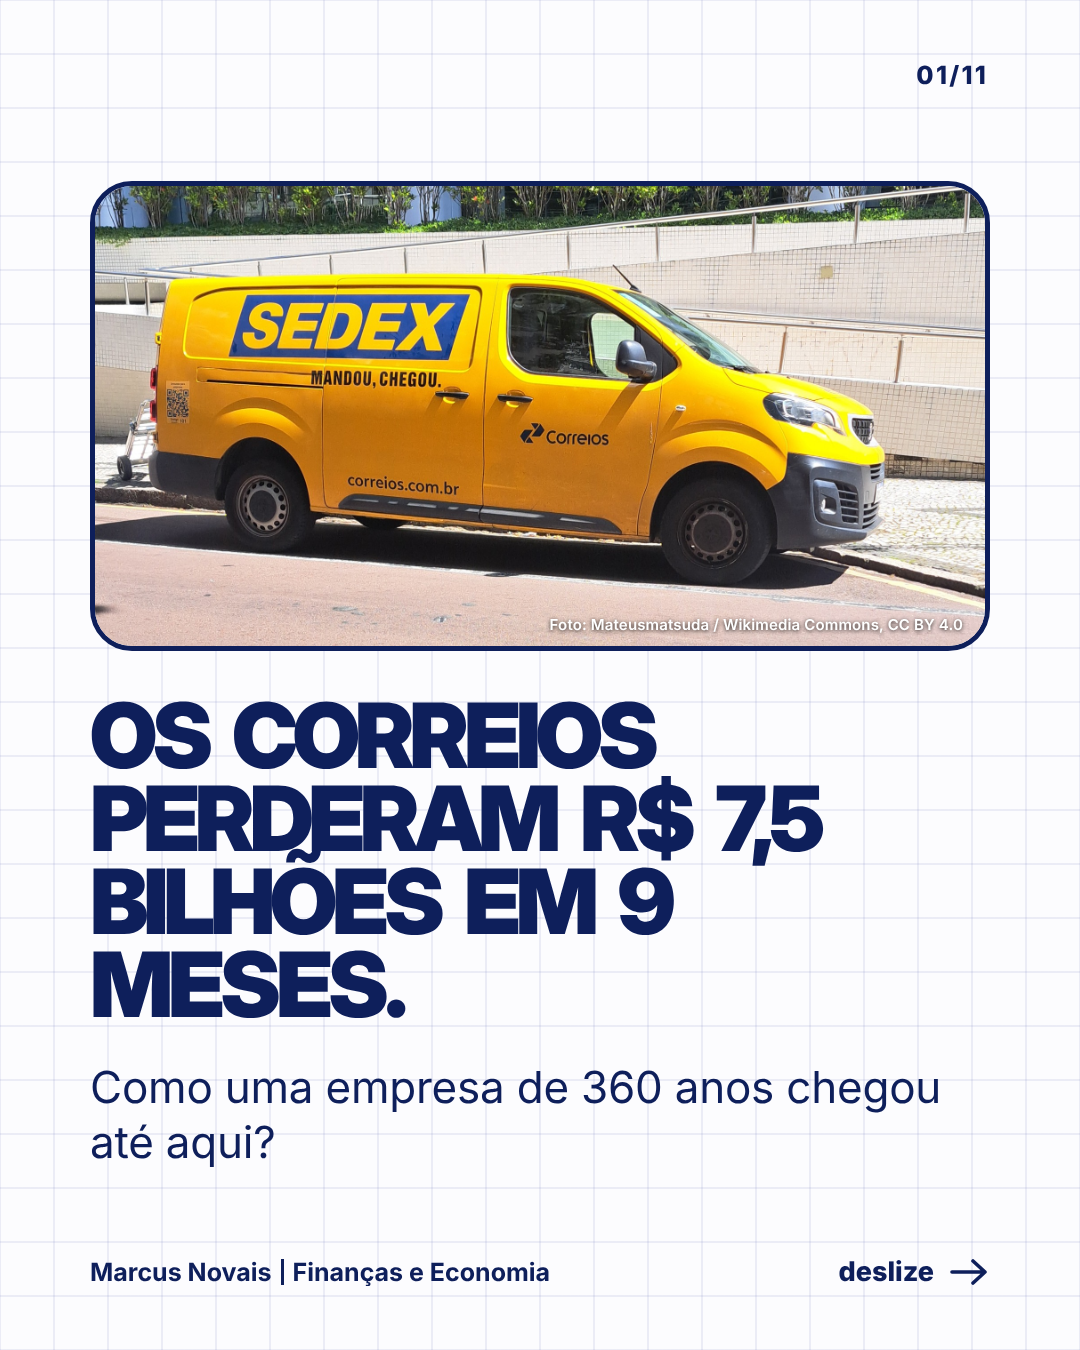 01/11
SEDEX
MANDOU, CHEGOU.
Correios
correios.com.br
Foto: Mateusmatsuda / Wikimedia Commons, CC BY 4.0
OS CORREIOS
PERDERAM R$ 7,5
BILHÕES EM 9
MESES.
Como uma empresa de 360 anos chegou
até aqui?
Marcus Novais | Finanças e Economia
deslize →